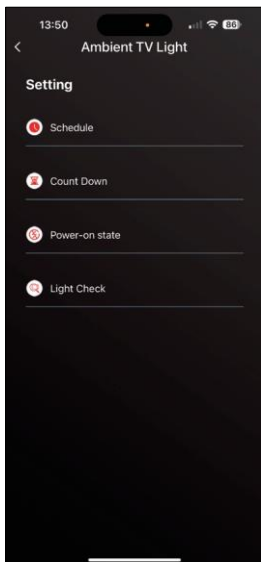 13:50
86
Ambient TV Light
Setting
Schedule
Count Down
Power-on state
Light Check